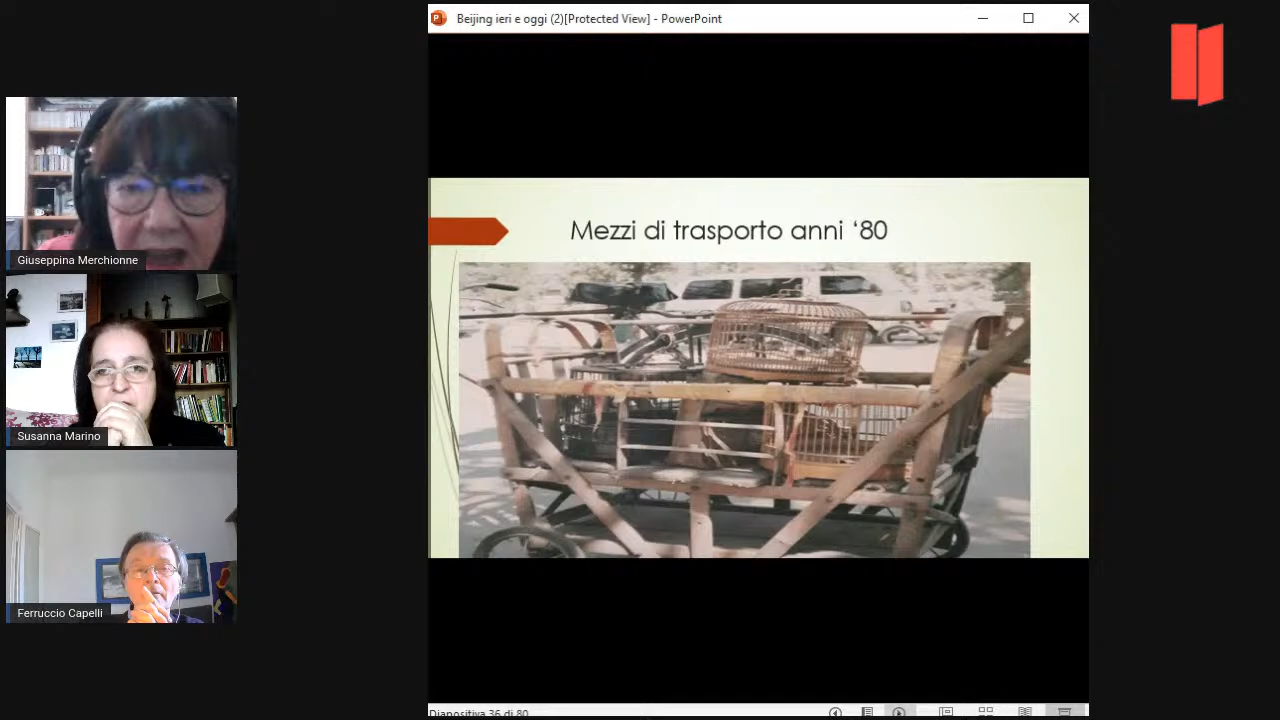 Beijing ieri e oggi (2)[Protected View] - PowerPoint
Giuseppina Merchionne
Mezzi di trasporto anni ‘80
Susanna Marino
Ferruccio Capelli
Diapositiva 36 di 80